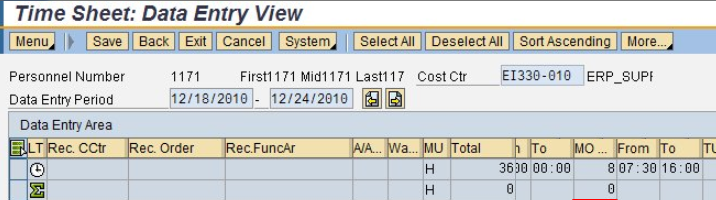 Time Sheet: Data Entry View
Menu Save Back Exit Cancel System Select All Deselect All Sort Ascending More...
Personnel Number 1171 First1171 Mid1171 Last117 Cost Ctr EI330-010 ERP_SUPF
Data Entry Period 12/18/2010 - 12/24/2010
Data Entry Area
LT Rec. CCtr Rec. Order Rec.FuncAr A/A... Wa... MU Total To MO ... From To TU
H 36 00 00:00 8 07:30 16:00
H 0 0